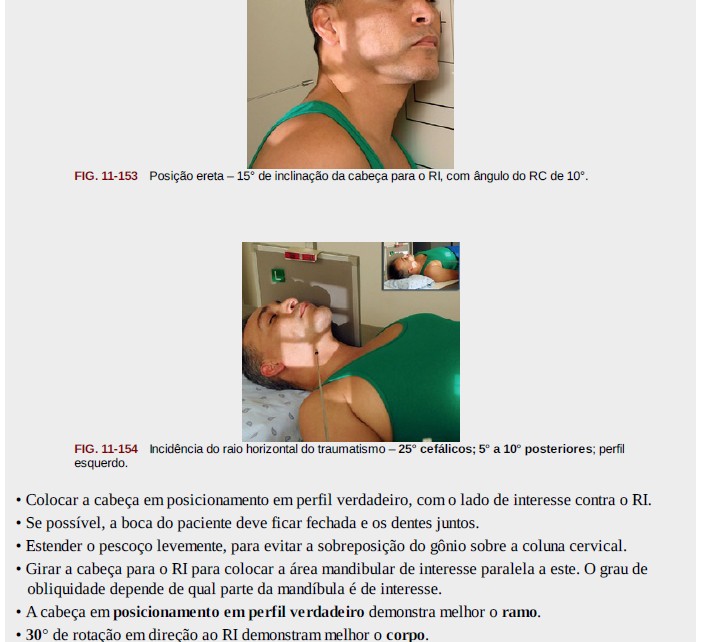 FIG. 11-153 Posição ereta – 15° de inclinação da cabeça para o RI, com ângulo do RC de 10°.
FIG. 11-154 Incidência do raio horizontal do traumatismo – 25° cefálicos; 5° a 10° posteriores; perfil
esquerdo.
• Colocar a cabeça em posicionamento em perfil verdadeiro, com o lado de interesse contra o RI.
• Se possível, a boca do paciente deve ficar fechada e os dentes juntos.
• Estender o pescoço levemente, para evitar a sobreposição do gônio sobre a coluna cervical.
• Girar a cabeça para o RI para colocar a área mandibular de interesse paralela a este. O grau de
obliquidade depende de qual parte da mandíbula é de interesse.
• A cabeça em posicionamento em perfil verdadeiro demonstra melhor o ramo.
• 30° de rotação em direção ao RI demonstram melhor o corpo.